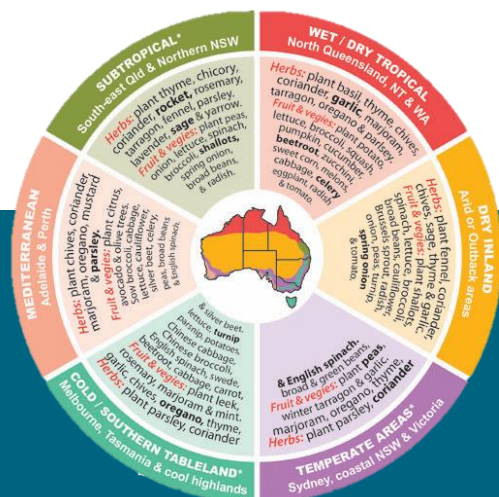 SUBTROPICAL*
South-east Qld & Northern NSW
Herbs: plant thyme, chicory,
coriander, rocket, rosemary,
tarragon, fennel, parsley,
lavender, sage & yarrow.
Fruit & vegies: plant peas,
onion, lettuce, spinach,
broccoli, shallots,
spring onion,
broad beans,
& radish.
WET / DRY TROPICAL
North Queensland, NT & WA
Herbs: plant basil, thyme, chives,
coriander, garlic, marjoram,
tarragon, oregano & parsley.
Fruit & vegies: plant potato,
lettuce, broccoli, squash,
pumpkin, cucumber,
beetroot, zucchini,
sweet corn, melons,
cabbage, celery
eggplant, radish
& tomato.
DRY INLAND
Arid or Outback areas
Herbs: plant fennel, coriander,
chives, sage, thyme & garlic.
Fruit & vegies: plant shallots,
spinach, lettuce, broccoli,
broad beans, cauliflower,
brussels sprout, radish,
onion, peas, turnip
spring onion
& tomato.
TEMPERATE AREAS*
Sydney, coastal NSW & Victoria
Herbs: plant parsley, coriander
marjoram, oregano, thyme,
winter tarragon & garlic.
Fruit & vegies: plant peas,
broad & green beans,
& English spinach.
COLD / SOUTHERN TABLELAND*
Melbourne, Tasmania & cool highlands
Herbs: plant parsley, coriander
garlic chives, oregano, thyme,
rosemary, marjoram & mint.
Fruit & vegies: plant leek,
beetroot, cabbage, carrot,
English spinach, swede,
Chinese broccoli,
Chinese cabbage,
parsnip, potatoes,
lettuce, turnip
& silver beet.
MEDITERRANEAN
Adelaide & Perth
Herbs: plant chives, coriander
marjoram, oregano, mustard
& parsley.
Fruit & vegies: plant citrus,
avocado & olive trees.
Sow broccoli, cabbage,
lettuce, cauliflower,
silver beet, celery,
peas, broad beans
& English spinach.